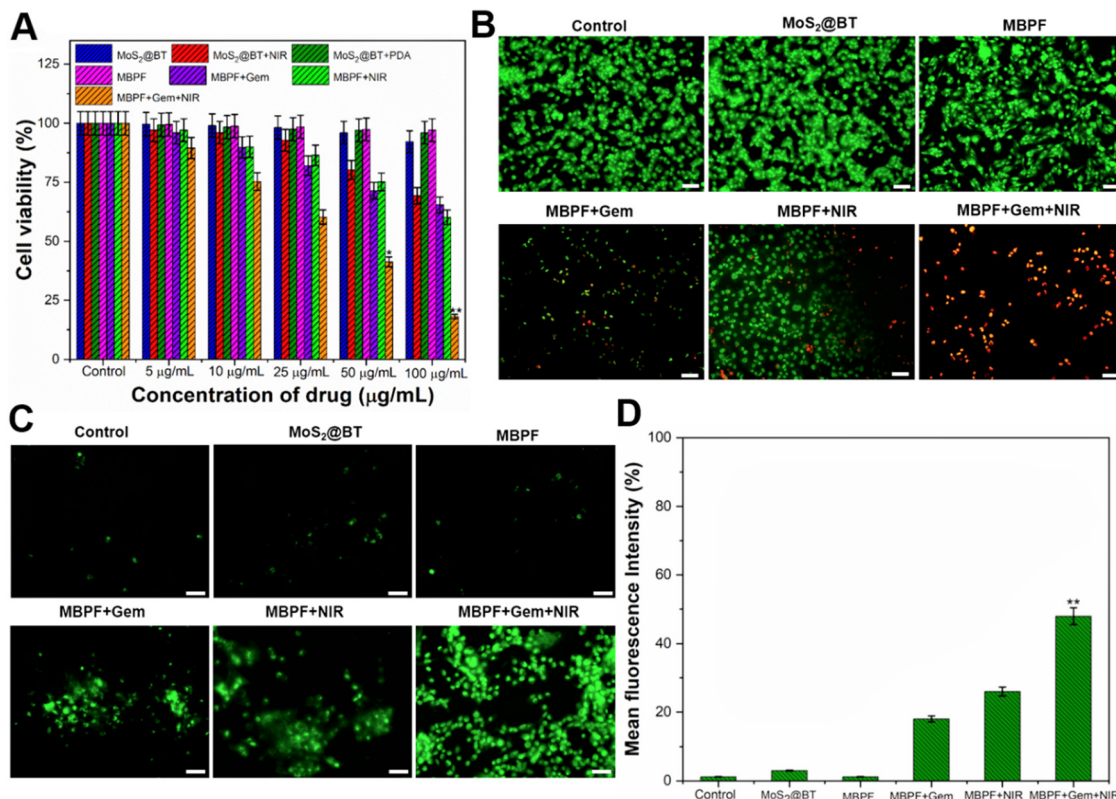 A
MoS₂@BT MoS₂@BT+NIR MoS₂@BT+PDA
MBPF MBPF+Gem MBPF+NIR
MBPF+Gem+NIR
Cell viability (%)
125
100
75
50
25
0
*
**
Control 5 μg/mL 10 μg/mL 25 μg/mL 50 μg/mL 100 μg/mL
Concentration of drug (μg/mL)
B
Control MoS₂@BT MBPF
MBPF+Gem MBPF+NIR MBPF+Gem+NIR
C
Control MoS₂@BT MBPF
MBPF+Gem MBPF+NIR MBPF+Gem+NIR
D
Mean fluorescence Intensity (%)
100
80
60
40
20
0
**
Control MoS₂@BT MBPF MBPF+Gem MBPF+NIR MBPF+Gem+NIR